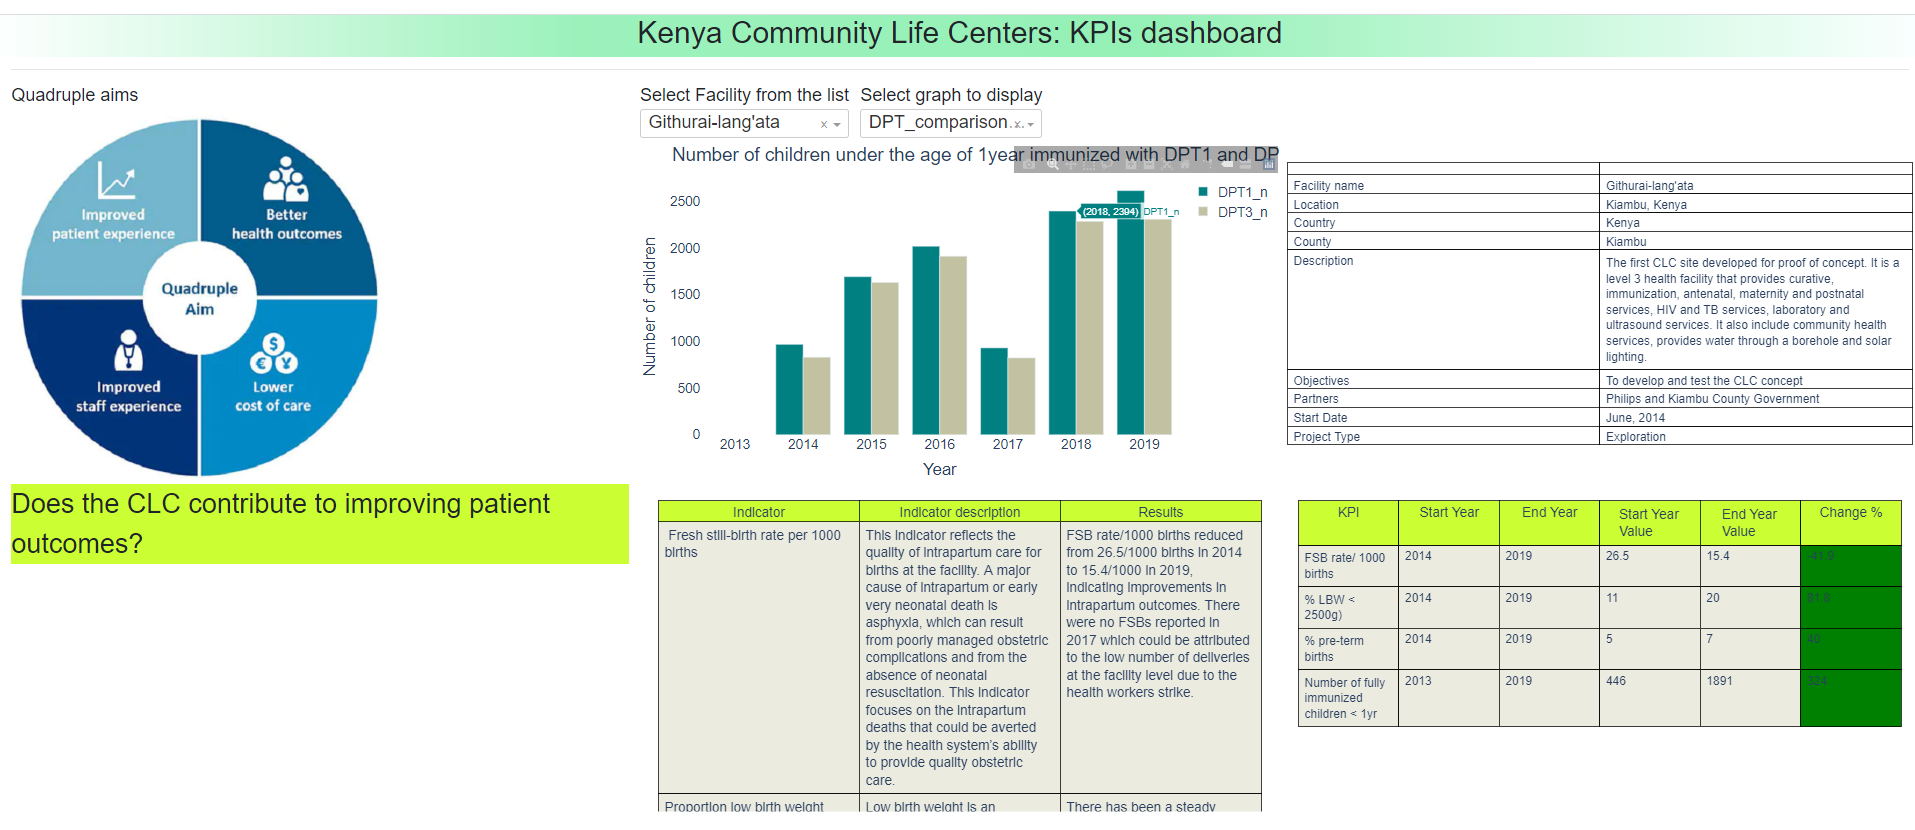 Kenya Community Life Centers: KPIs dashboard
Quadruple aims
Improved
patient experience
Better
health outcomes
Quadruple
Aim
Improved
staff experience
Lower
cost of care
Does the CLC contribute to improving patient
outcomes?
Select Facility from the list
Select graph to display
Githurai-lang'ata
x
DPT_comparison...
Number of children under the age of 1year immunized with DPT1 and DP
Number of children
2500
2000
1500
1000
500
0
2013 2014 2015 2016 2017 2018 2019
Year
(2018, 2394) DPT1_n
DPT1_n
DPT3_n
Facility name Githurai-lang'ata
Location Kiambu, Kenya
Country Kenya
County Kiambu
Description
The first CLC site developed for proof of concept. It is a
level 3 health facility that provides curative,
immunization, antenatal, maternity and postnatal
services, HIV and TB services, laboratory and
ultrasound services. It also include community health
services, provides water through a borehole and solar
lighting.
Objectives To develop and test the CLC concept
Partners Philips and Kiambu County Government
Start Date June, 2014
Project Type Exploration
Indicator Indicator description Results
Fresh still-birth rate per 1000
births
This indicator reflects the
quality of intrapartum care for
births at the facility. A major
cause of intrapartum or early
very neonatal death is
asphyxia, which can result
from poorly managed obstetric
complications and from the
absence of neonatal
resuscitation. This indicator
focuses on the intrapartum
deaths that could be averted
by the health system's ability
to provide quality obstetric
care.
FSB rate/1000 births reduced
from 26.5/1000 births in 2014
to 15.4/1000 in 2019,
indicating improvements in
intrapartum outcomes. There
were no FSBs reported in
2017 which could be attributed
to the low number of deliveries
at the facility level due to the
health workers strike.
Proportion low birth weight
Low birth weight is an
There has been a steady
KPI Start Year End Year Start Year Value End Year Value Change %
FSB rate/ 1000
births
2014 2019 26.5 15.4 -41.9
% LBW <
2500g)
2014 2019 11 20 81.8
% pre-term
births
2014 2019 5 7 40
Number of fully
immunized
children < 1yr
2013 2019 446 1891 324